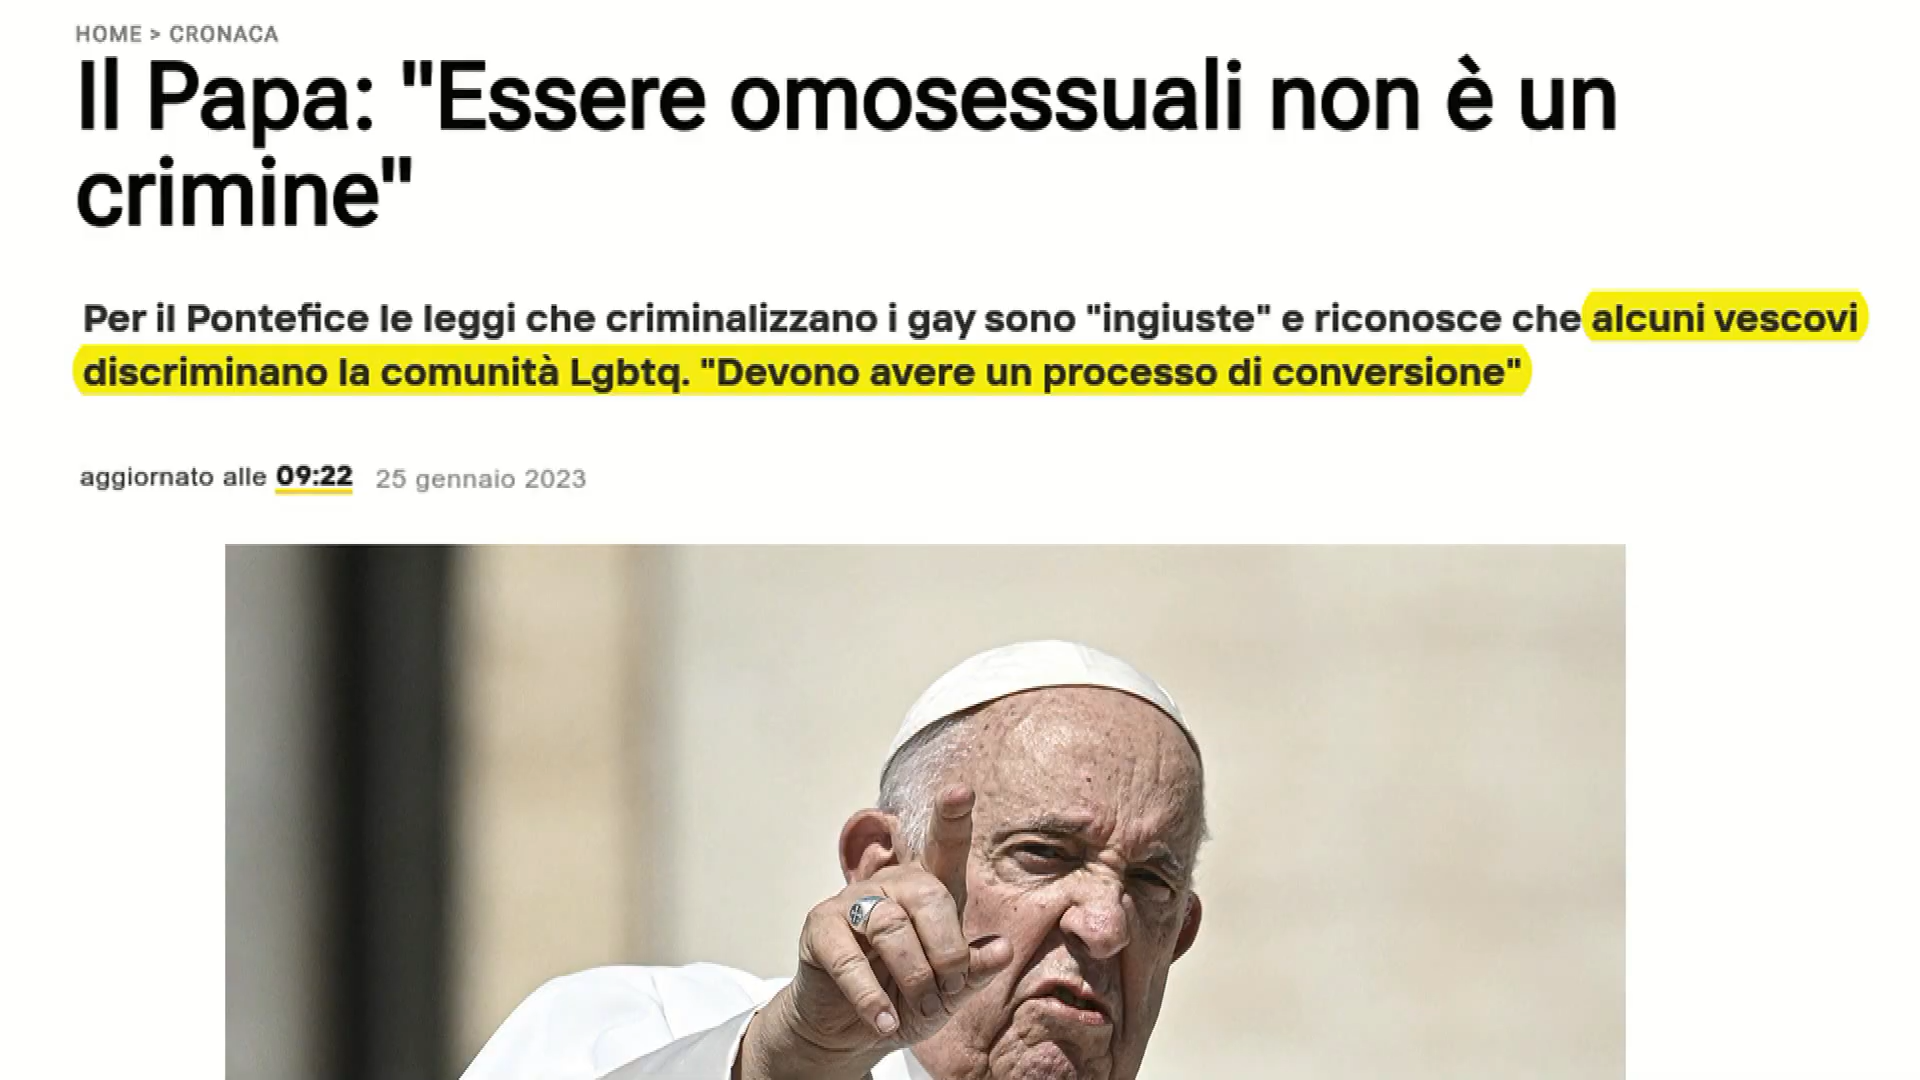 HOME > CRONACA
Il Papa: "Essere omosessuali non è un
crimine"
Per il Pontefice le leggi che criminalizzano i gay sono "ingiuste" e riconosce che alcuni vescovi
discriminano la comunità Lgbtq. "Devono avere un processo di conversione"
aggiornato alle 09:22 25 gennaio 2023